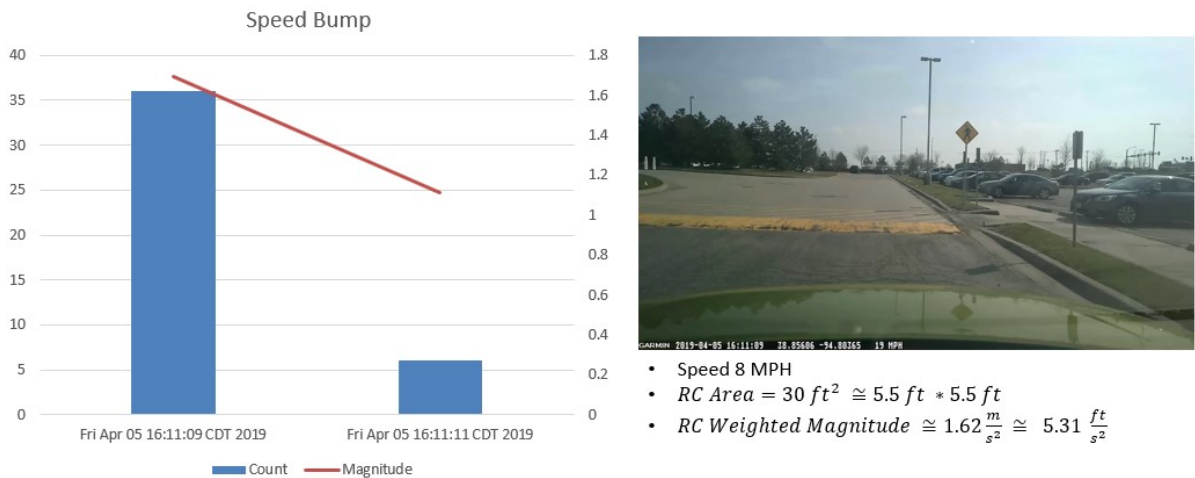 Speed Bump
40
35
30
25
20
15
10
5
0
1.8
1.6
1.4
1.2
1
0.8
0.6
0.4
0.2
0
Fri Apr 05 16:11:09 CDT 2019
Fri Apr 05 16:11:11 CDT 2019
Count
Magnitude
GARMIN 2019-04-05 16:11:09 38.85606 -94.80365 19 MPH
• Speed 8 MPH
• RC Area = 30 ft² ≅ 5.5 ft * 5.5 ft
• RC Weighted Magnitude ≅ 1.62 m/s² ≅ 5.31 ft/s²